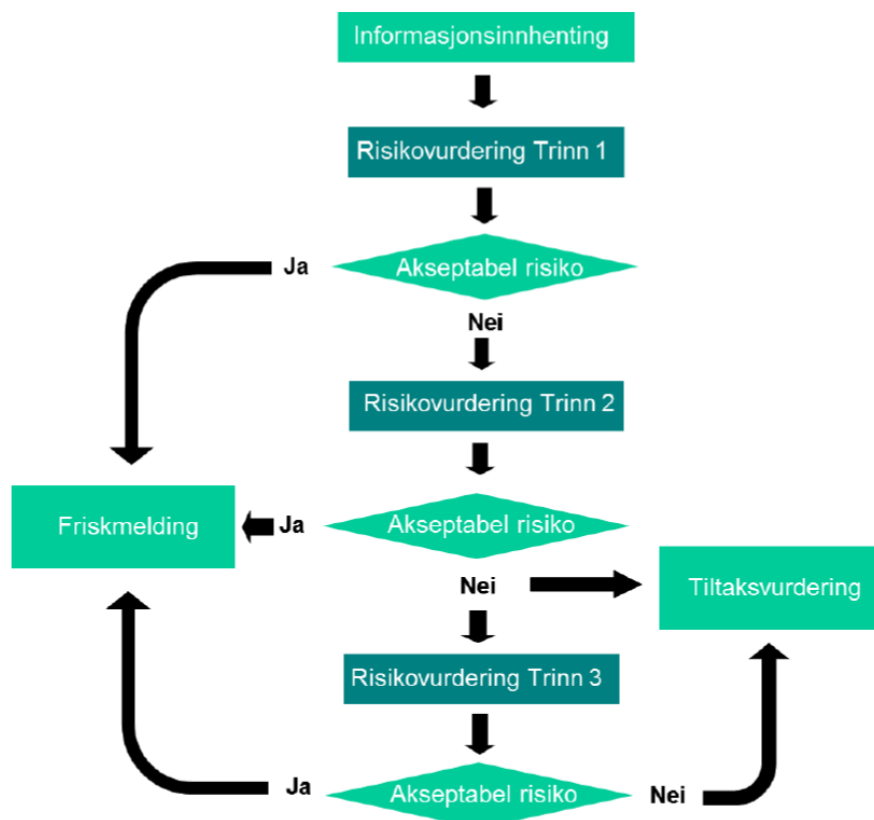 Informasjonsinnhenting
Risikovurdering Trinn 1
Ja
Akseptabel risiko
Nei
Risikovurdering Trinn 2
Friskmelding
Ja
Akseptabel risiko
Nei
Tiltaksvurdering
Risikovurdering Trinn 3
Ja
Akseptabel risiko
Nei